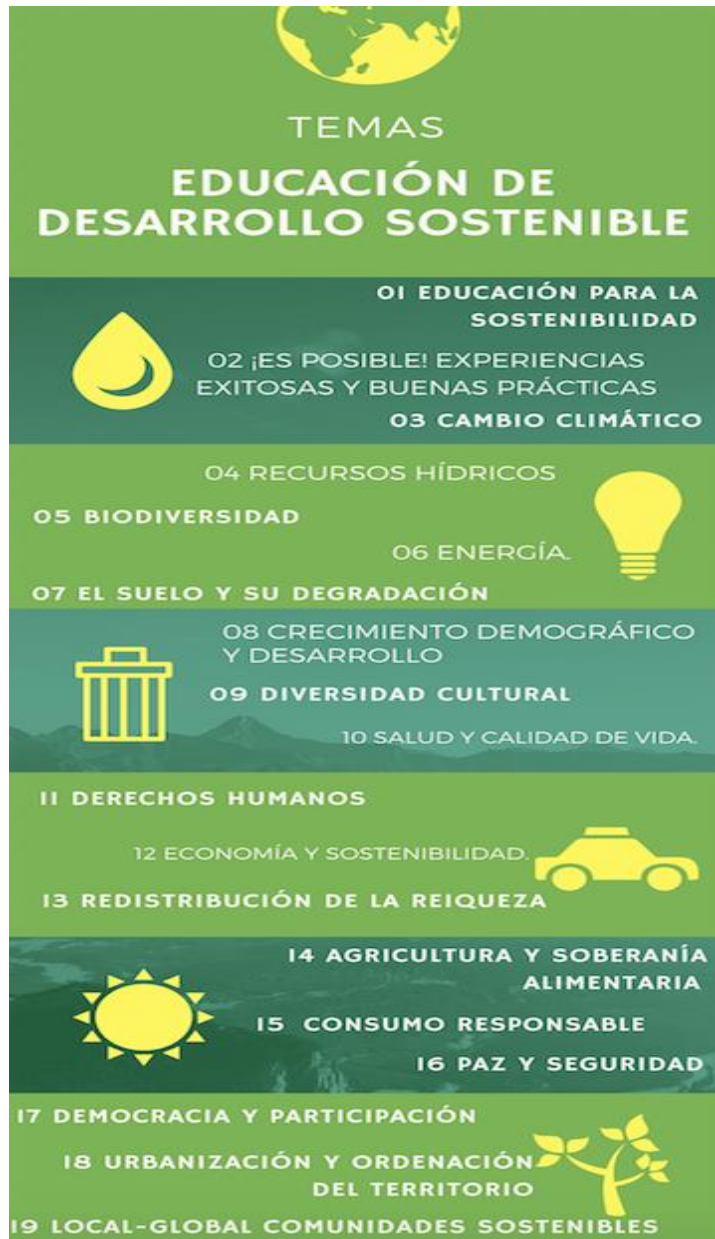 TEMAS
EDUCACIÓN DE
DESARROLLO SOSTENIBLE
01 EDUCACIÓN PARA LA
SOSTENIBILIDAD
02 ¡ES POSIBLE! EXPERIENCIAS
EXITOSAS Y BUENAS PRÁCTICAS
03 CAMBIO CLIMÁTICO
04 RECURSOS HÍDRICOS
05 BIODIVERSIDAD
06 ENERGÍA.
07 EL SUELO Y SU DEGRADACIÓN
08 CRECIMIENTO DEMOGRÁFICO
Y DESARROLLO
09 DIVERSIDAD CULTURAL
10 SALUD Y CALIDAD DE VIDA.
11 DERECHOS HUMANOS
12 ECONOMÍA Y SOSTENIBILIDAD.
13 REDISTRIBUCIÓN DE LA REIQUEZA
14 AGRICULTURA Y SOBERANÍA
ALIMENTARIA
15 CONSUMO RESPONSABLE
16 PAZ Y SEGURIDAD
17 DEMOCRACIA Y PARTICIPACIÓN
18 URBANIZACIÓN Y ORDENACIÓN
DEL TERRITORIO
19 LOCAL-GLOBAL COMUNIDADES SOSTENIBLES